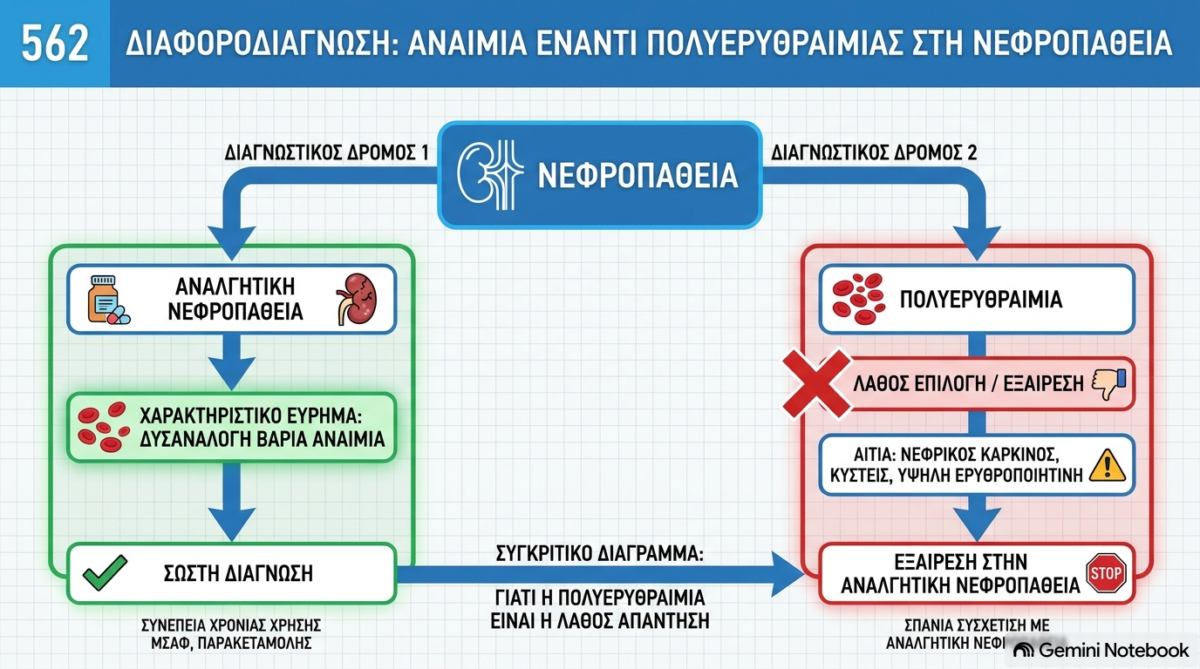 562
ΔΙΑΦΟΡΟΔΙΑΓΝΩΣΗ: ΑΝΑΙΜΙΑ ΕΝΑΝΤΙ ΠΟΛΥΕΡΥΘΡΑΙΜΙΑΣ ΣΤΗ ΝΕΦΡΟΠΑΘΕΙΑ
ΔΙΑΓΝΩΣΤΙΚΟΣ ΔΡΟΜΟΣ 1
ΝΕΦΡΟΠΑΘΕΙΑ
ΔΙΑΓΝΩΣΤΙΚΟΣ ΔΡΟΜΟΣ 2
ΑΝΑΛΓΗΤΙΚΗ
ΝΕΦΡΟΠΑΘΕΙΑ
ΧΑΡΑΚΤΗΡΙΣΤΙΚΟ ΕΥΡΗΜΑ:
ΔΥΣΑΝΑΛΟΓΗ ΒΑΡΙΑ ΑΝΑΙΜΙΑ
ΣΩΣΤΗ ΔΙΑΓΝΩΣΗ
ΣΥΝΕΠΕΙΑ ΧΡΟΝΙΑΣ ΧΡΗΣΗΣ
ΜΣΑΦ, ΠΑΡΑΚΕΤΑΜΟΛΗΣ
ΣΥΓΚΡΙΤΙΚΟ ΔΙΑΓΡΑΜΜΑ:
ΓΙΑΤΙ Η ΠΟΛΥΕΡΥΘΡΑΙΜΙΑ
ΕΙΝΑΙ Η ΛΑΘΟΣ ΑΠΑΝΤΗΣΗ
ΠΟΛΥΕΡΥΘΡΑΙΜΙΑ
ΛΑΘΟΣ ΕΠΙΛΟΓΗ / ΕΞΑΙΡΕΣΗ
ΑΙΤΙΑ: ΝΕΦΡΙΚΟΣ ΚΑΡΚΙΝΟΣ,
ΚΥΣΤΕΙΣ, ΥΨΗΛΗ ΕΡΥΘΡΟΠΟΙΗΤΙΝΗ
ΕΞΑΙΡΕΣΗ ΣΤΗΝ
ΑΝΑΛΓΗΤΙΚΗ ΝΕΦΡΟΠΑΘΕΙΑ
STOP
ΣΠΑΝΙΑ ΣΥΣΧΕΤΙΣΗ ΜΕ
ΑΝΑΛΓΗΤΙΚΗ
Gemini Notebook